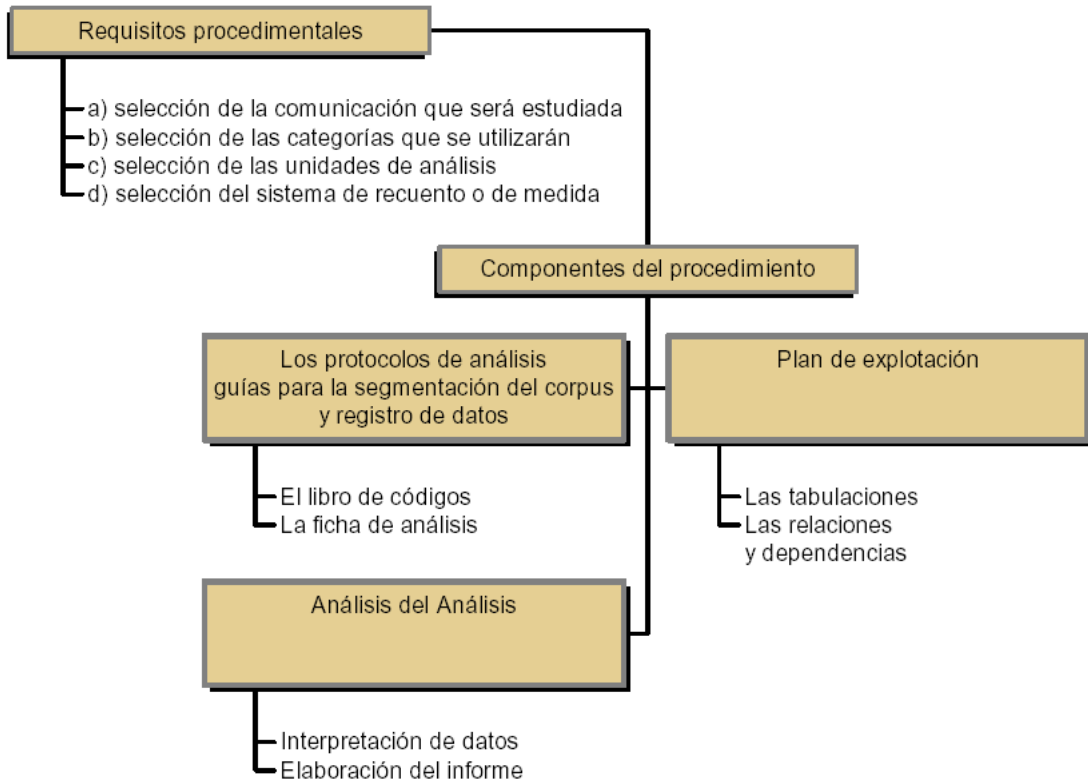 Requisitos procedimentales
a) selección de la comunicación que será estudiada
b) selección de las categorías que se utilizarán
c) selección de las unidades de análisis
d) selección del sistema de recuento o de medida
Componentes del procedimiento
Los protocolos de análisis
guías para la segmentación del corpus
y registro de datos
El libro de códigos
La ficha de análisis
Plan de explotación
Las tabulaciones
Las relaciones
y dependencias
Análisis del Análisis
Interpretación de datos
Elaboración del informe